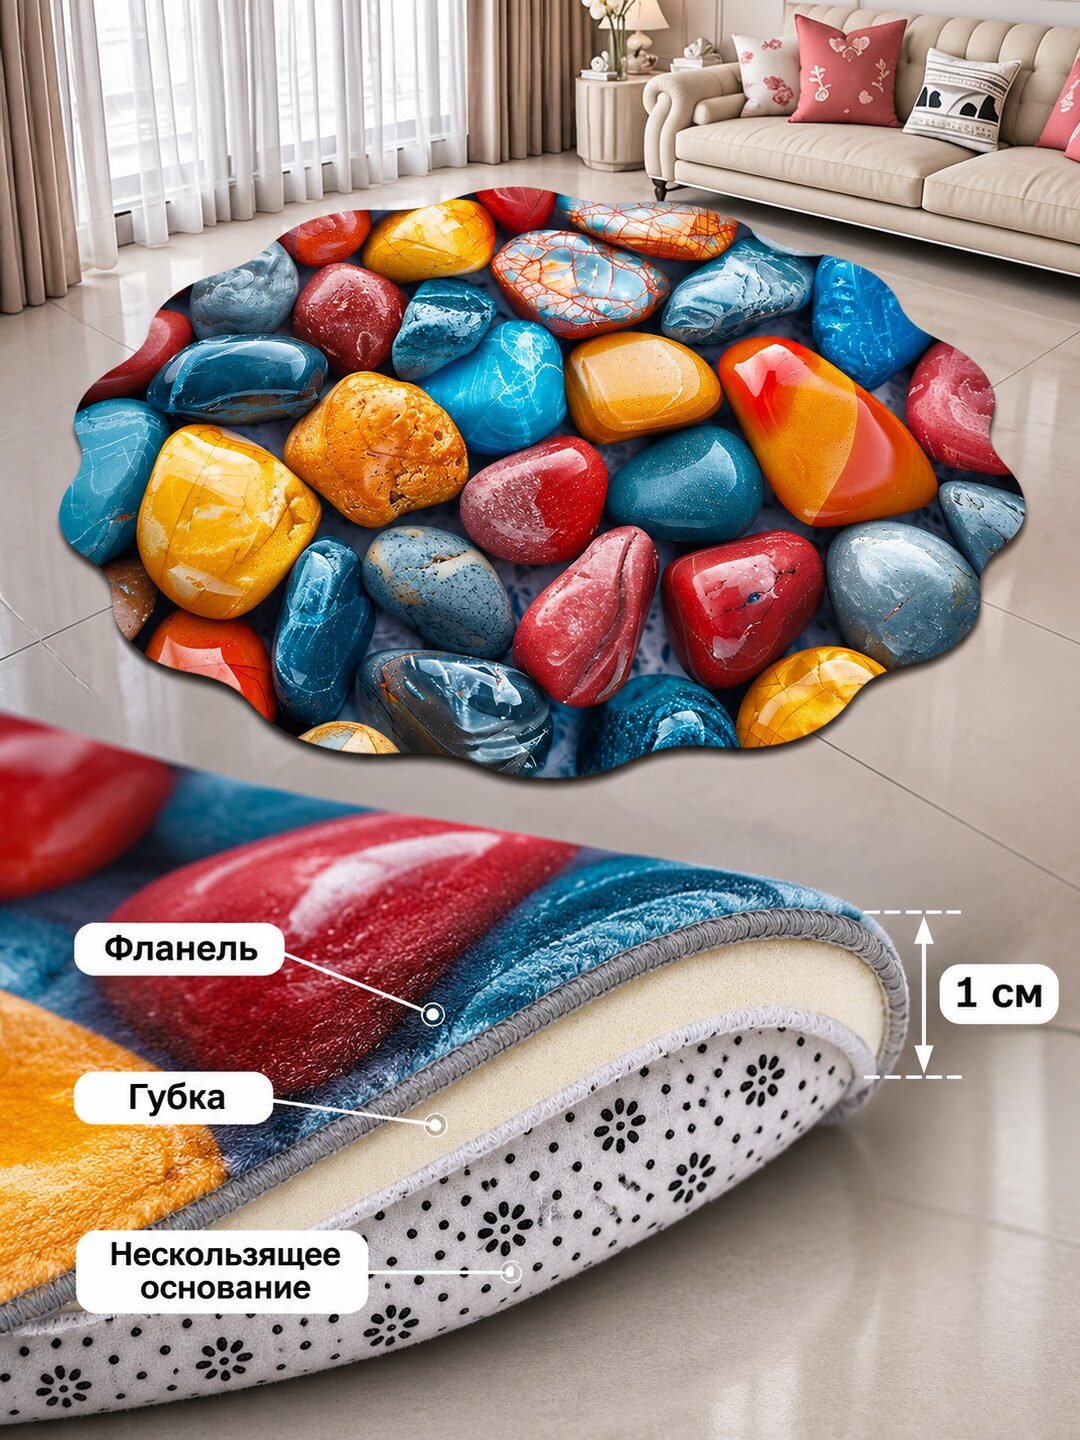 Фланель
1 см
Губка
Нескользящее
основание